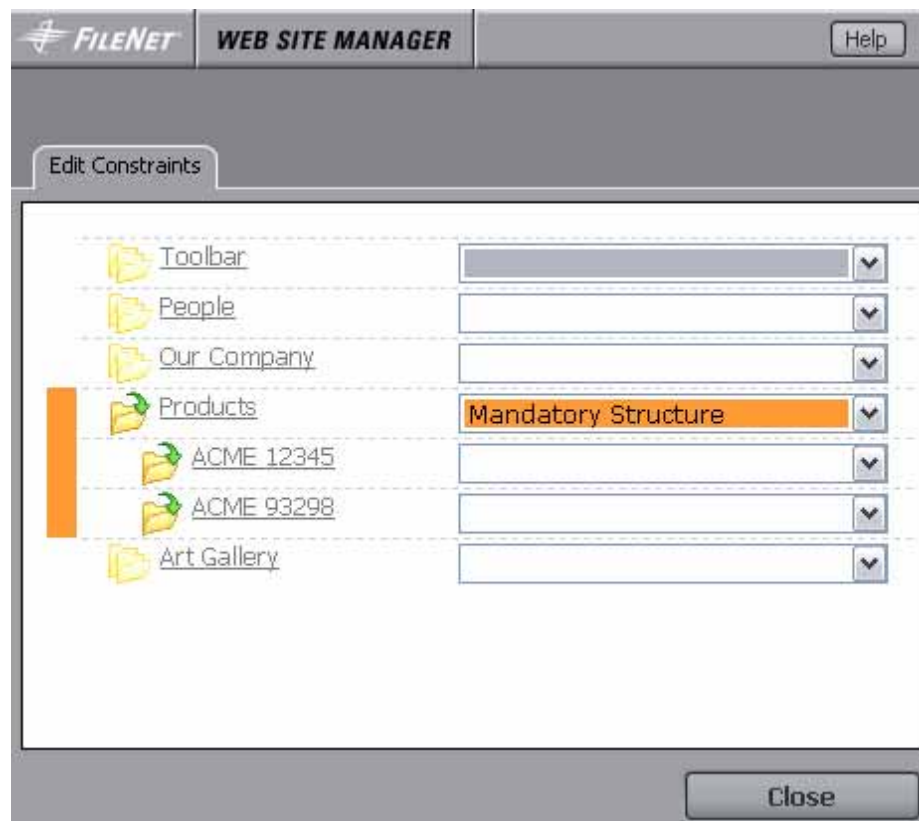 FILENET WEB SITE MANAGER Help
Edit Constraints
Toolbar
People
Our Company
Products Mandatory Structure
ACME 12345
ACME 93298
Art Gallery
Close